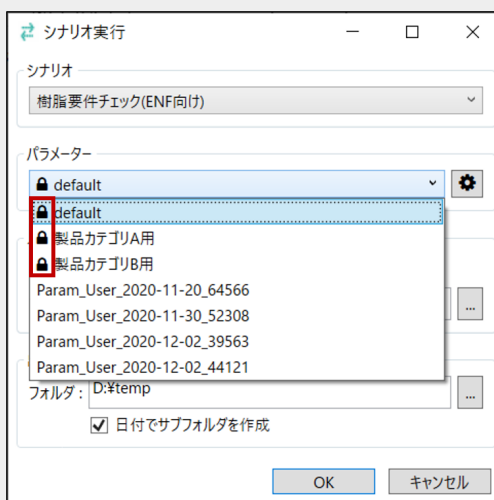 シナリオ実行
シナリオ
樹脂要件チェック(ENF向け)
パラメーター
default
default
製品カテゴリA用
製品カテゴリB用
Param_User_2020-11-20_64566
Param_User_2020-11-30_52308
Param_User_2020-12-02_39563
Param_User_2020-12-02_44121
...
フォルダ : D:¥temp
...
日付でサブフォルダを作成
OK キャンセル